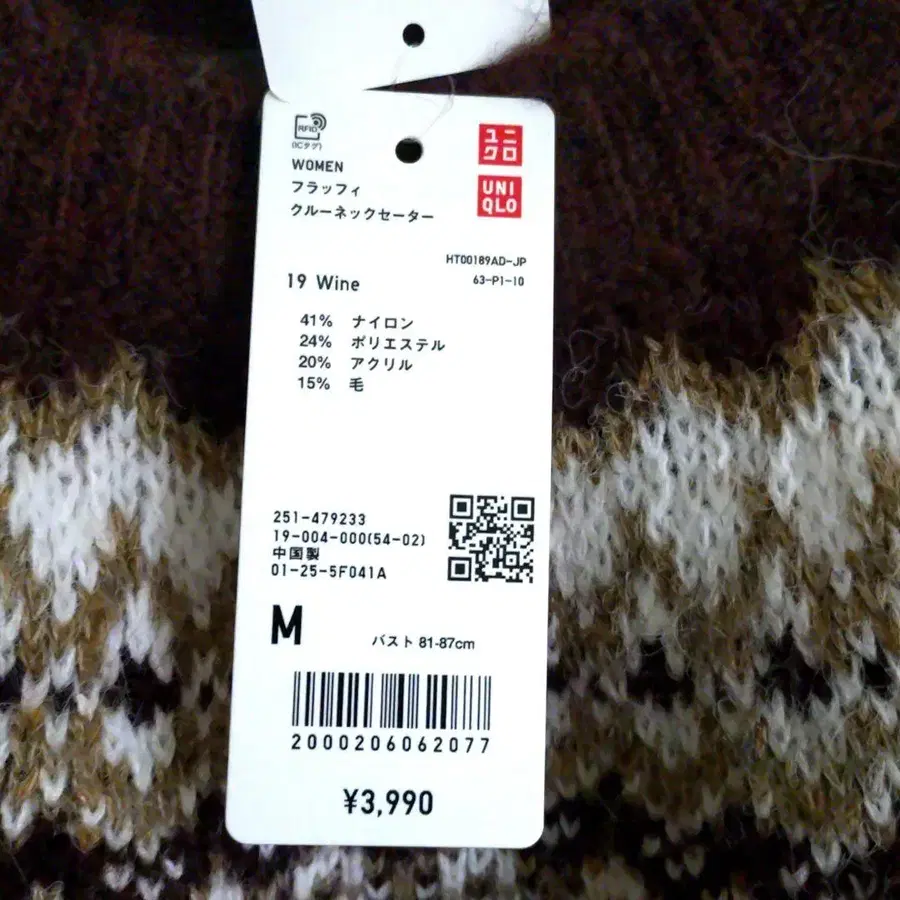 RFID
(ICタグ)
ユニ
クロ
UNI
QLO
WOMEN
フラッフィ
クルーネックセーター
HT00189AD-JP
63-P1-10
19 Wine
41% ナイロン
24% ポリエステル
20% アクリル
15% 毛
251-479233
19-004-000(54-02)
中国製
01-25-5F041A
M
バスト 81-87cm
2000206062077
¥3,990